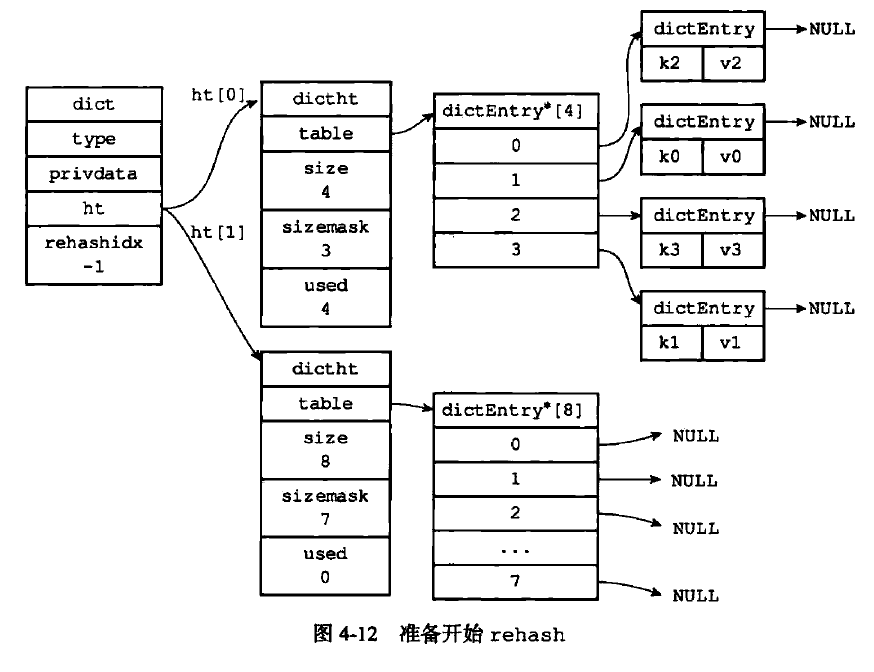 dict
type
privdata
ht
rehashidx
-1
ht[0]
ht[1]
dictht
table
size
4
sizemask
3
used
4
dictEntry*[4]
0
1
2
3
dictEntry
k2 v2
NULL
dictEntry
k0 v0
NULL
dictEntry
k3 v3
NULL
dictEntry
k1 v1
NULL
dictht
table
size
8
sizemask
7
used
0
dictEntry*[8]
0
1
2
...
7
NULL
NULL
NULL
NULL
图 4-12 准备开始 rehash